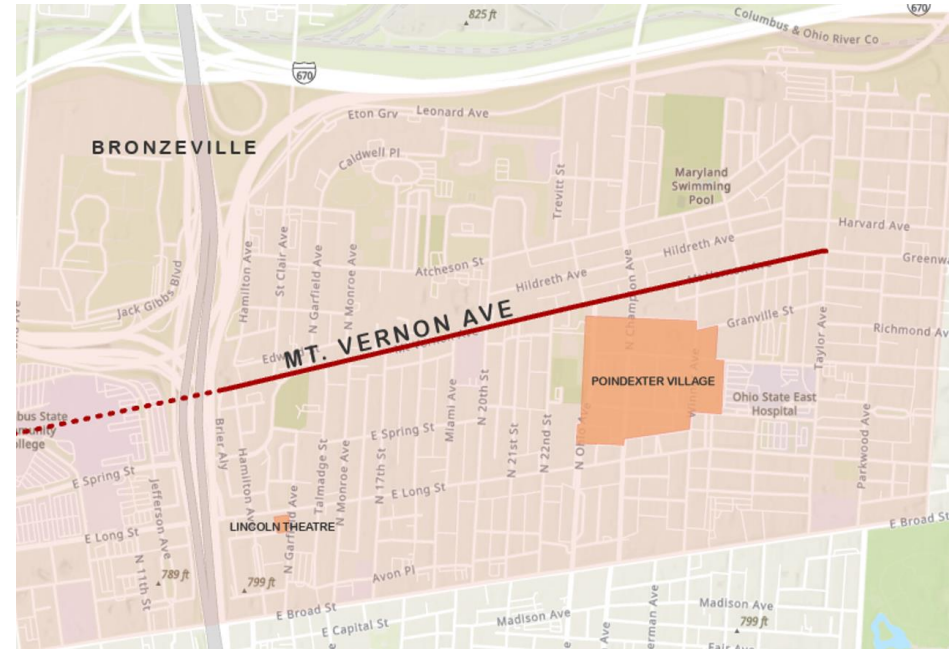 825 ft
670
Columbus & Ohio River Co
670
Eton Grv
Leonard Ave
BRONZEVILLE
Caldwell Pl
Trevitt St
Maryland
Swimming
Pool
Harvard Ave
Hildreth Ave
Hamilton Ave
St Clair Ave
N Garfield Ave
N Monroe Ave
Atcheson St
Hildreth Ave
N Champion Ave
Jack Gibbs Blvd
MT. VERNON AVE
Granville St
Taylor Ave
Richmond Av
POINDEXTER VILLAGE
Ohio State East
Hospital
bus State
Miami Ave
N 20th St
Brier Aly
E Spring St
N 21st St
N 22nd St
Parkwood Ave
E Spring St
Jefferson Ave
Hamilton Av
Talmadge St
N Monroe Ave
N 17th St
E Long St
E Long St
LINCOLN THEATRE
N Garfield Ave
E Broad St
N 11th St
789 ft
799 ft
Avon Pl
E Broad St
E Capital St
Madison Ave
Madison Ave
799 ft